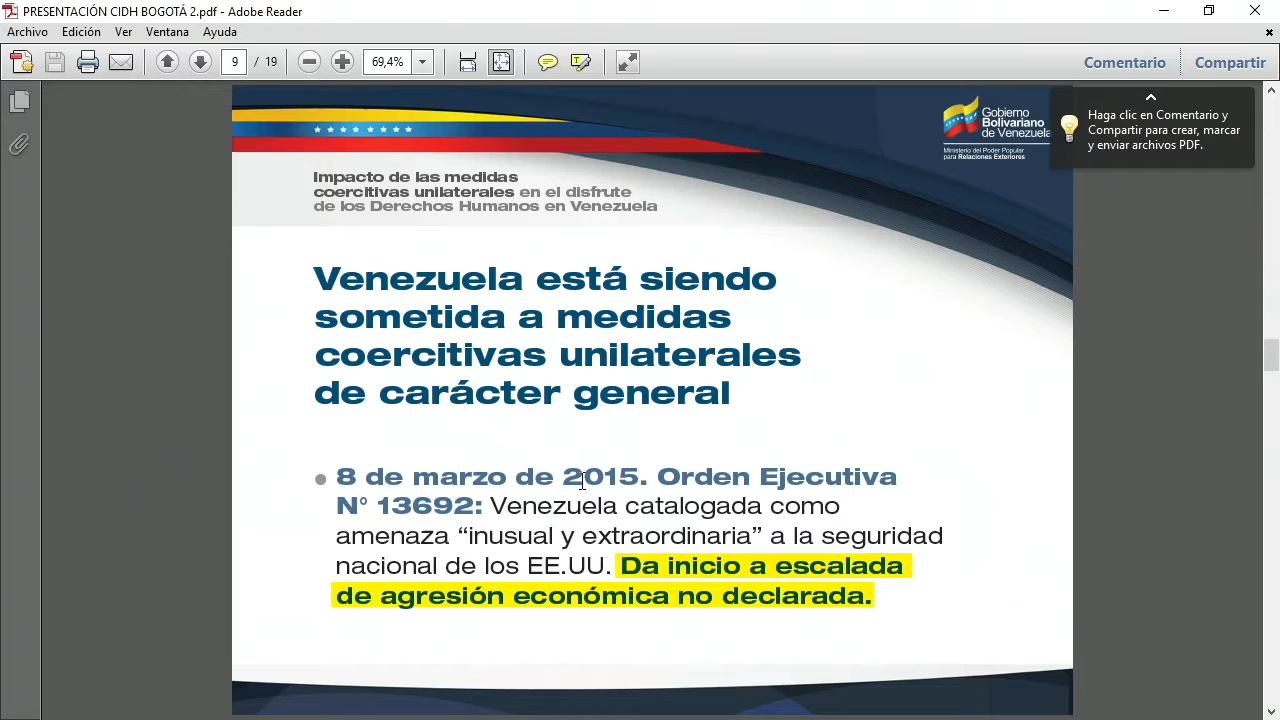 PRESENTACIÓN CIDH BOGOTÁ 2.pdf - Adobe Reader
Archivo Edición Ver Ventana Ayuda
9 / 19 69,4% Comentario Compartir
Haga clic en Comentario y
Compartir para crear, marcar
y enviar archivos PDF.
Gobierno
Bolivariano
de Venezuela
Ministerio del Poder Popular
para Relaciones Exteriores
Impacto de las medidas
coercitivas unilaterales en el disfrute
de los Derechos Humanos en Venezuela
Venezuela está siendo
sometida a medidas
coercitivas unilaterales
de carácter general
8 de marzo de 2015. Orden Ejecutiva
N° 13692: Venezuela catalogada como
amenaza “inusual y extraordinaria” a la seguridad
nacional de los EE.UU. Da inicio a escalada
de agresión económica no declarada.